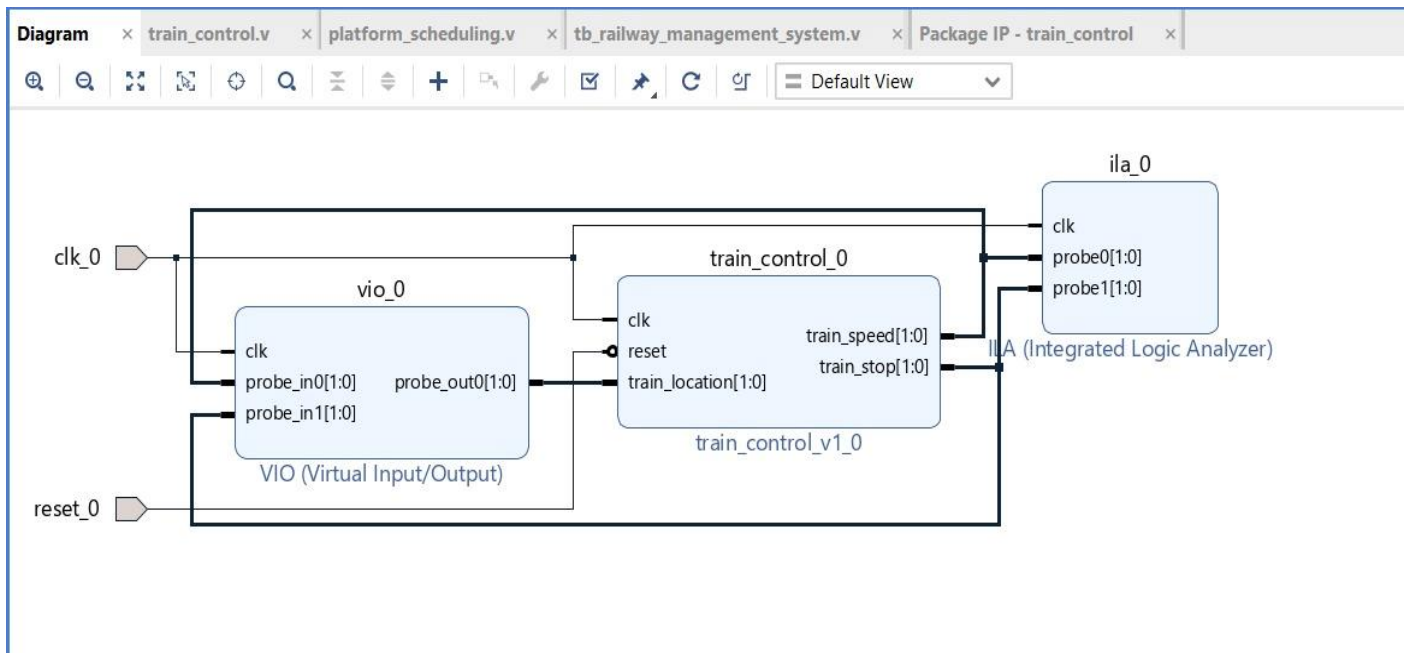 Diagram × train_control.v × platform_scheduling.v × tb_railway_management_system.v × Package IP - train_control ×
Default View
ila_0
clk
probe0[1:0]
probe1[1:0]
ILA (Integrated Logic Analyzer)
clk_0
train_control_0
clk
reset
train_location[1:0]
train_speed[1:0]
train_stop[1:0]
train_control_v1_0
vio_0
clk
probe_in0[1:0]
probe_in1[1:0]
probe_out0[1:0]
VIO (Virtual Input/Output)
reset_0